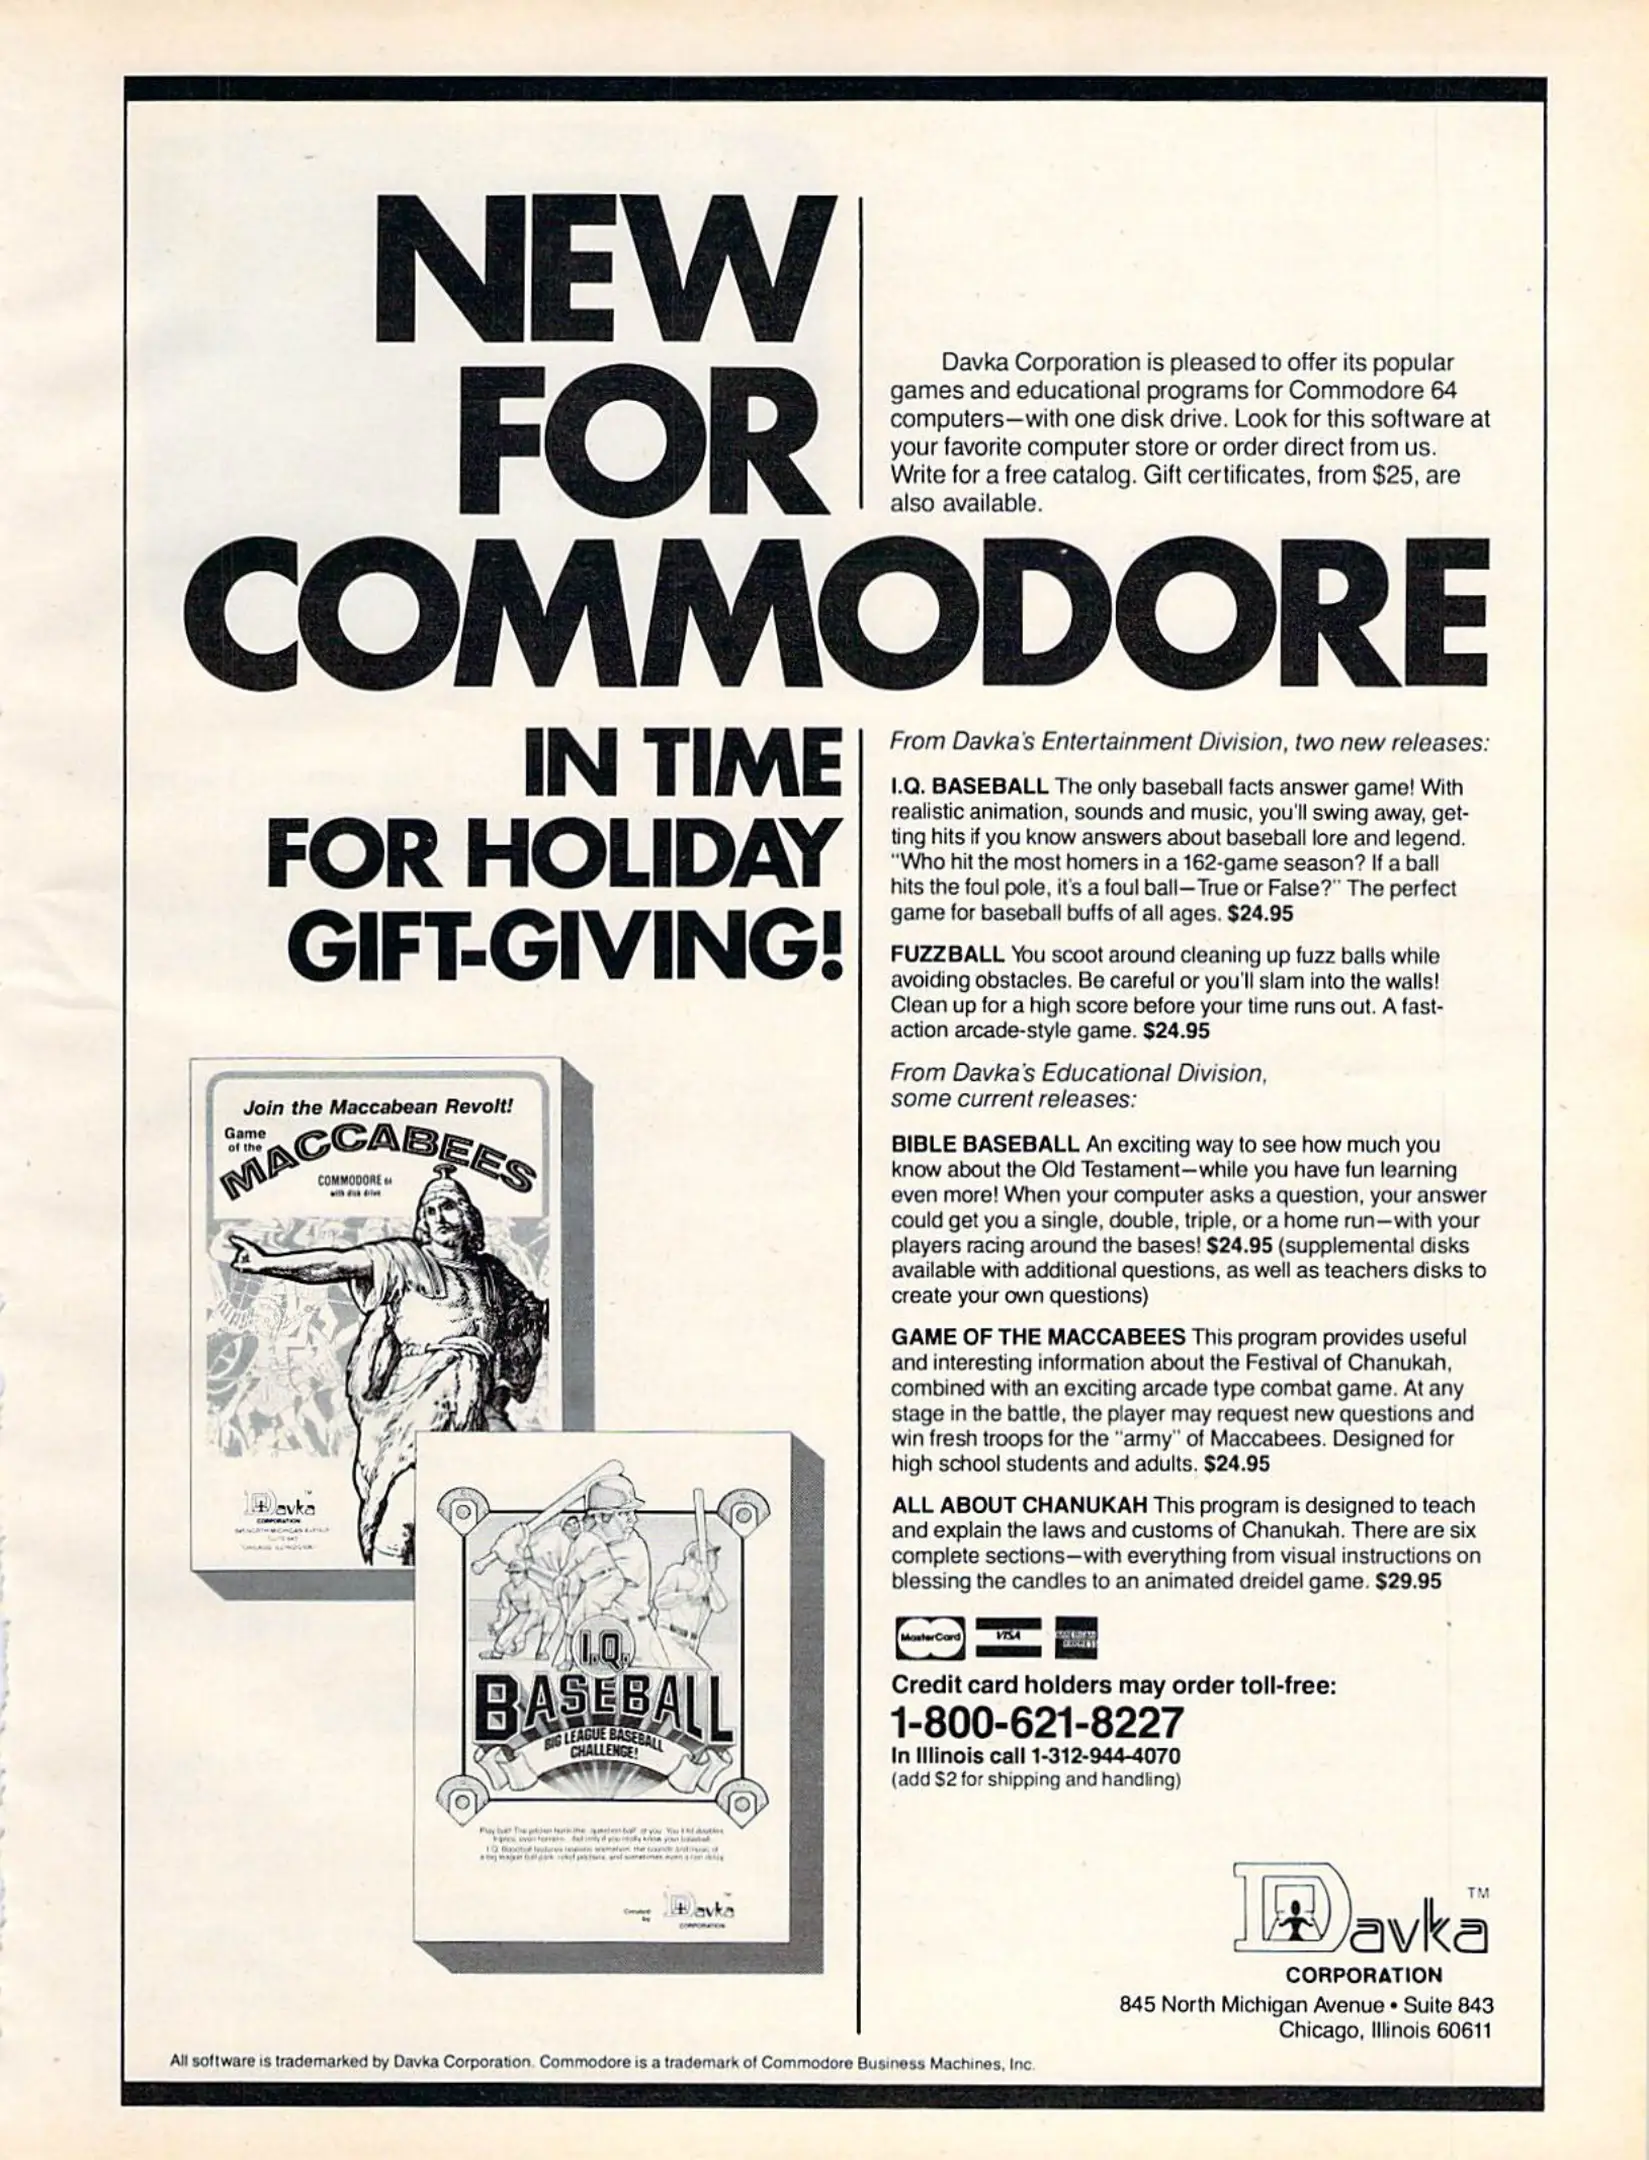 NEW
FOR
COMMODORE
Davka Corporation is pleased to offer its popular
games and educational programs for Commodore 64
computers—with one disk drive. Look for this software at
your favorite computer store or order direct from us.
Write for a free catalog. Gift certificates, from $25, are
also available.
IN TIME
FOR HOLIDAY
GIFT-GIVING!
Join the Maccabean Revolt!
Game
of the
MACCABEES
COMMODORE 64
with disk drive
Davka™
CORPORATION
I.Q.
BASEBALL
BIG LEAGUE BASEBALL
CHALLENGE!
Created
by
Davka™
CORPORATION
From Davka's Entertainment Division, two new releases:
I.Q. BASEBALL The only baseball facts answer game! With
realistic animation, sounds and music, you'll swing away, get-
ting hits if you know answers about baseball lore and legend.
"Who hit the most homers in a 162-game season? If a ball
hits the foul pole, it's a foul ball—True or False?" The perfect
game for baseball buffs of all ages. $24.95
FUZZBALL You scoot around cleaning up fuzz balls while
avoiding obstacles. Be careful or you'll slam into the walls!
Clean up for a high score before your time runs out. A fast-
action arcade-style game. $24.95
From Davka's Educational Division,
some current releases:
BIBLE BASEBALL An exciting way to see how much you
know about the Old Testament—while you have fun learning
even more! When your computer asks a question, your answer
could get you a single, double, triple, or a home run—with your
players racing around the bases! $24.95 (supplemental disks
available with additional questions, as well as teachers disks to
create your own questions)
GAME OF THE MACCABEES This program provides useful
and interesting information about the Festival of Chanukah,
combined with an exciting arcade type combat game. At any
stage in the battle, the player may request new questions and
win fresh troops for the "army" of Maccabees. Designed for
high school students and adults. $24.95
ALL ABOUT CHANUKAH This program is designed to teach
and explain the laws and customs of Chanukah. There are six
complete sections—with everything from visual instructions on
blessing the candles to an animated dreidel game. $29.95
MasterCard VISA AMERICAN EXPRESS
Credit card holders may order toll-free:
1-800-621-8227
In Illinois call 1-312-944-4070
(add $2 for shipping and handling)
Davka™
CORPORATION
845 North Michigan Avenue • Suite 843
Chicago, Illinois 60611
All software is trademarked by Davka Corporation. Commodore is a trademark of Commodore Business Machines, Inc.